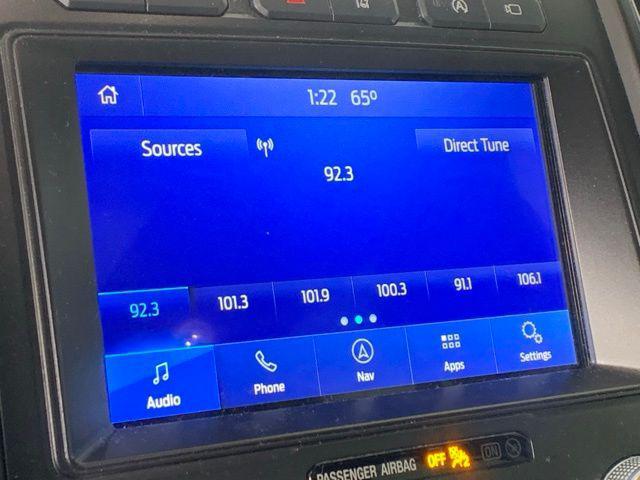 1:22 65º
Sources
Direct Tune
92.3
92.3 101.3 101.9 100.3 91.1 106.1
Audio Phone Nav Apps Settings
PASSENGER AIRBAG OFF ON